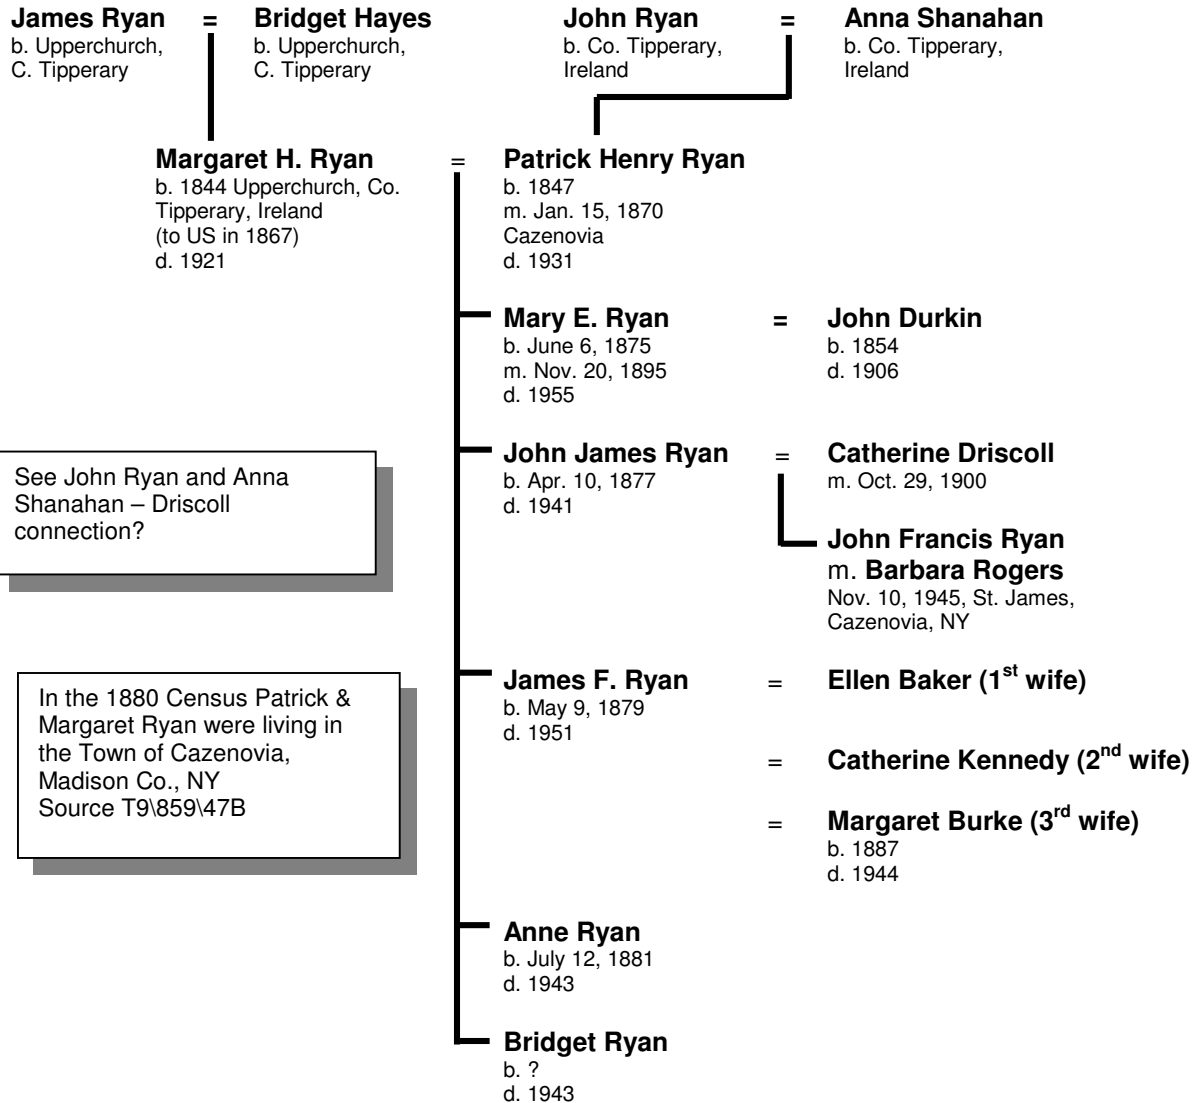 James Ryan = Bridget Hayes
b. Upperchurch,
C. Tipperary
b. Upperchurch,
C. Tipperary
John Ryan = Anna Shanahan
b. Co. Tipperary,
Ireland
b. Co. Tipperary,
Ireland
Margaret H. Ryan = Patrick Henry Ryan
b. 1844 Upperchurch, Co.
Tipperary, Ireland
(to US in 1867)
d. 1921
b. 1847
m. Jan. 15, 1870
Cazenovia
d. 1931
Mary E. Ryan = John Durkin
b. June 6, 1875
m. Nov. 20, 1895
d. 1955
b. 1854
d. 1906
John James Ryan = Catherine Driscoll
b. Apr. 10, 1877
d. 1941
m. Oct. 29, 1900
See John Ryan and Anna
Shanahan – Driscoll
connection?
John Francis Ryan
m. Barbara Rogers
Nov. 10, 1945, St. James,
Cazenovia, NY
James F. Ryan = Ellen Baker (1st wife)
b. May 9, 1879
d. 1951
= Catherine Kennedy (2nd wife)
= Margaret Burke (3rd wife)
b. 1887
d. 1944
In the 1880 Census Patrick &
Margaret Ryan were living in
the Town of Cazenovia,
Madison Co., NY
Source T9\859\47B
Anne Ryan
b. July 12, 1881
d. 1943
Bridget Ryan
b. ?
d. 1943